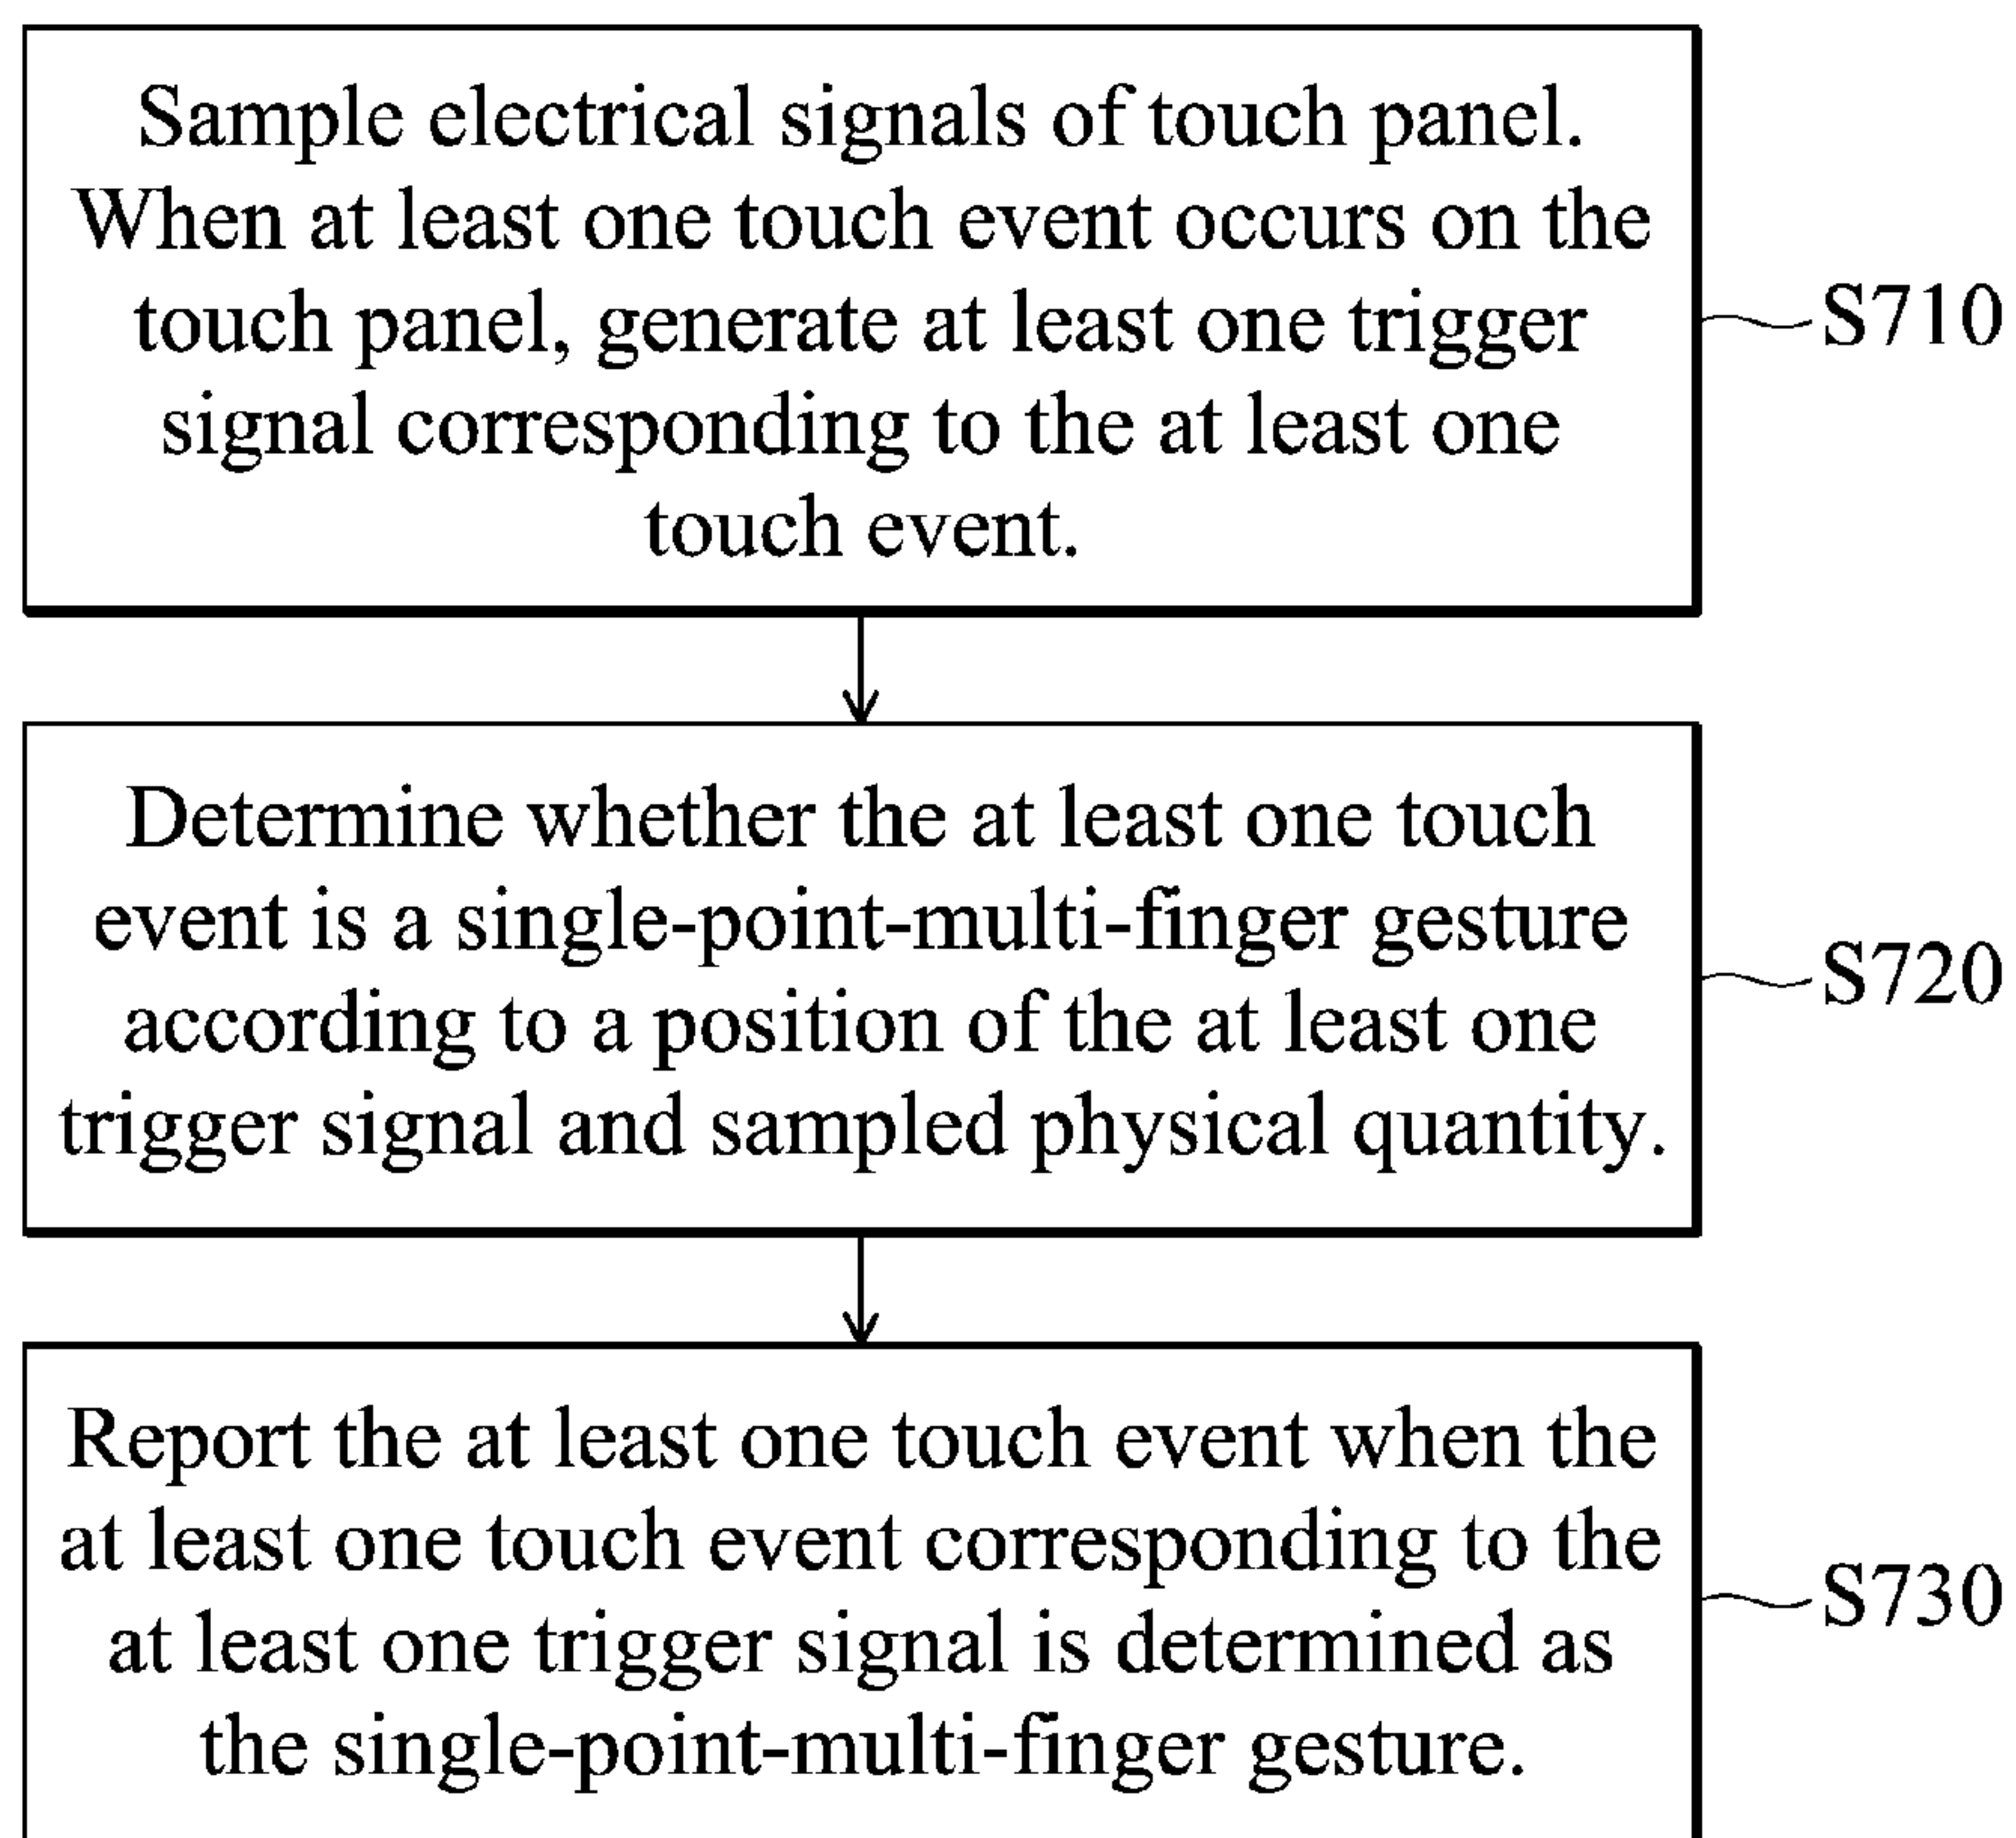 Sample electrical signals of touch panel.
When at least one touch event occurs on the
touch panel, generate at least one trigger
signal corresponding to the at least one
touch event.
S710
Determine whether the at least one touch
event is a single-point-multi-finger gesture
according to a position of the at least one
trigger signal and sampled physical quantity.
S720
Report the at least one touch event when the
at least one touch event corresponding to the
at least one trigger signal is determined as
the single-point-multi-finger gesture.
S730